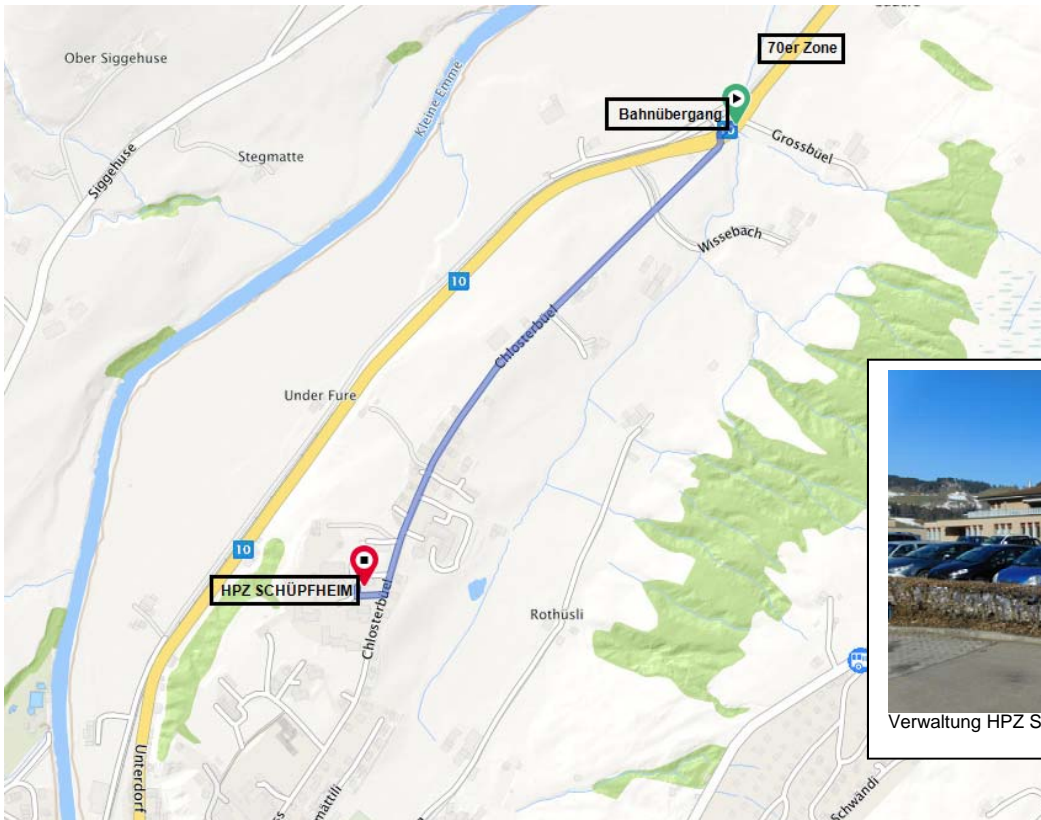 Ober Siggehuse
70er Zone
Kleine Emme
Bahnübergang
Grossbüel
Stegmatte
Siggehuse
Wissebach
10
Chlosterbüel
Under Fure
10
HPZ SCHÜPFHEIM
Chlosterbüel
Rothüsli
Verwaltung HPZ S
Unterdorf
Schwändi